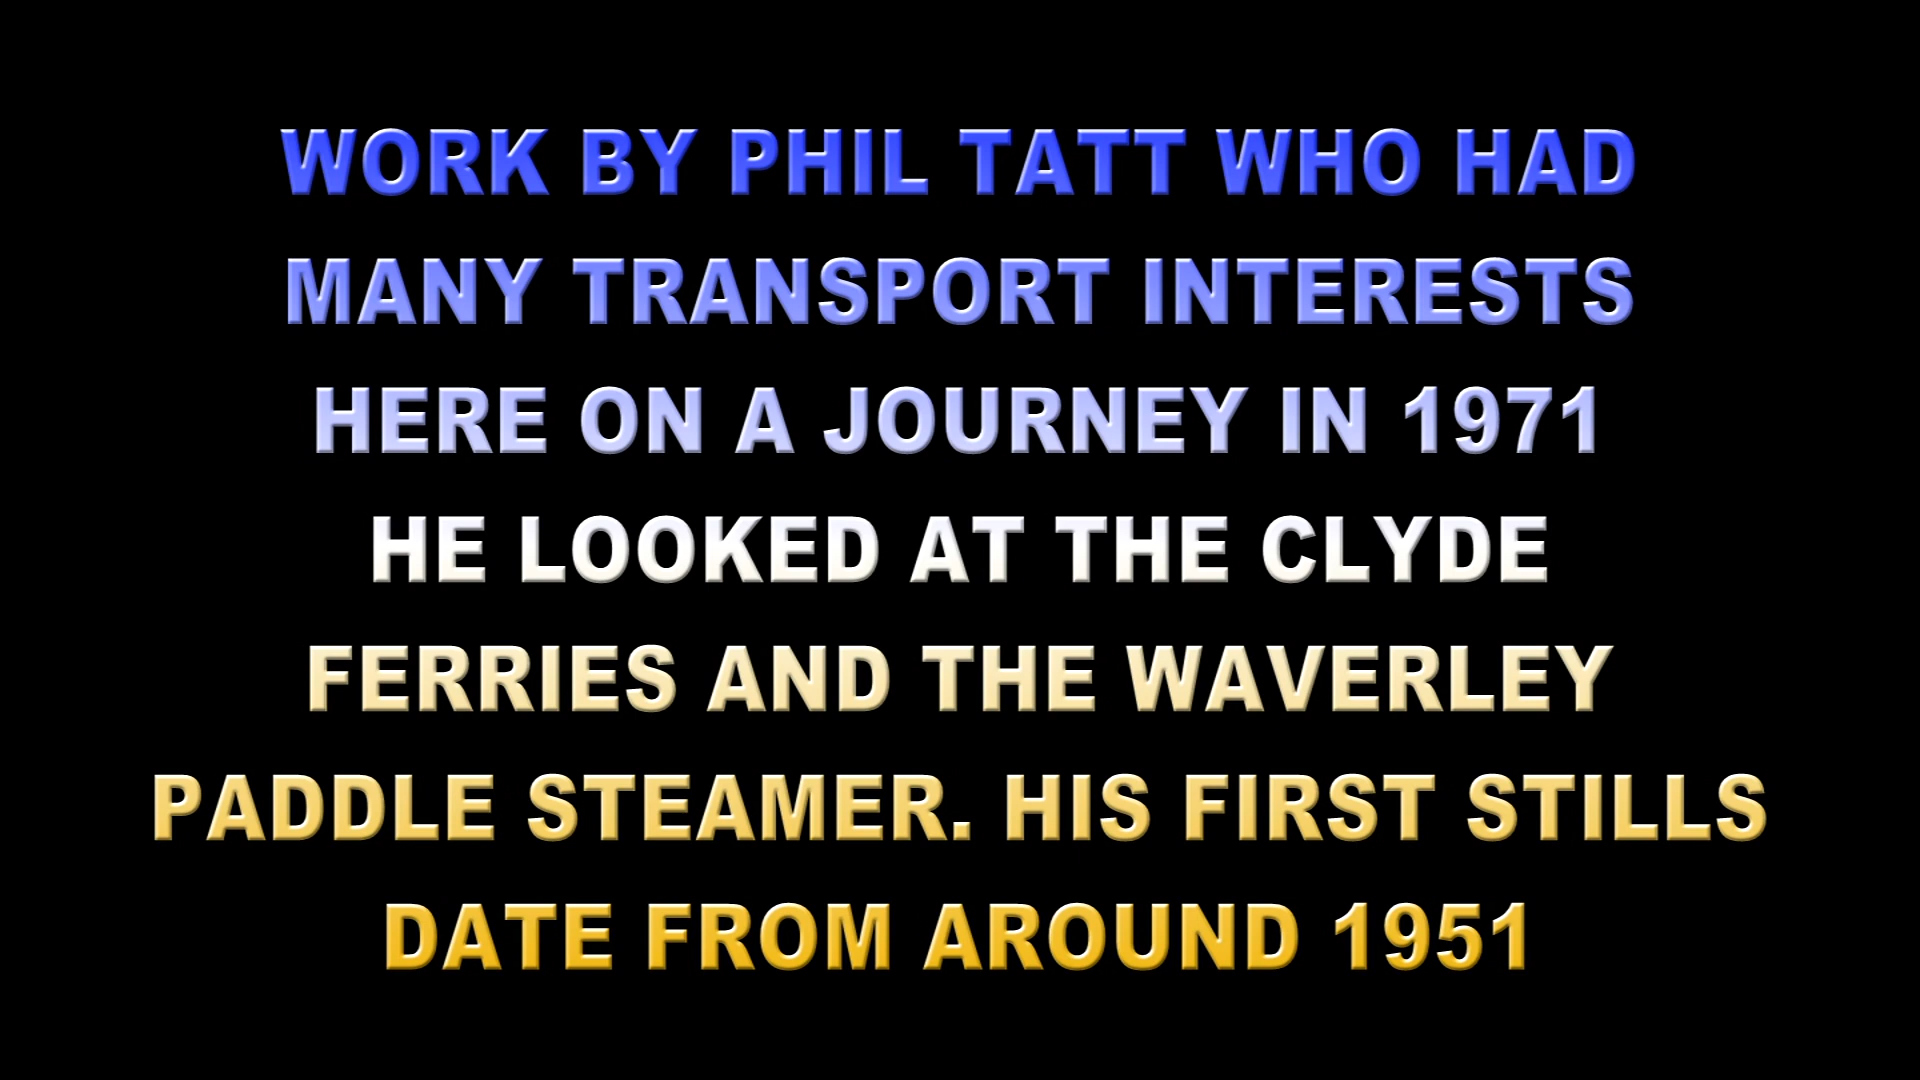 WORK BY PHIL TATT WHO HAD
MANY TRANSPORT INTERESTS
HERE ON A JOURNEY IN 1971
HE LOOKED AT THE CLYDE
FERRIES AND THE WAVERLEY
PADDLE STEAMER. HIS FIRST STILLS
DATE FROM AROUND 1951